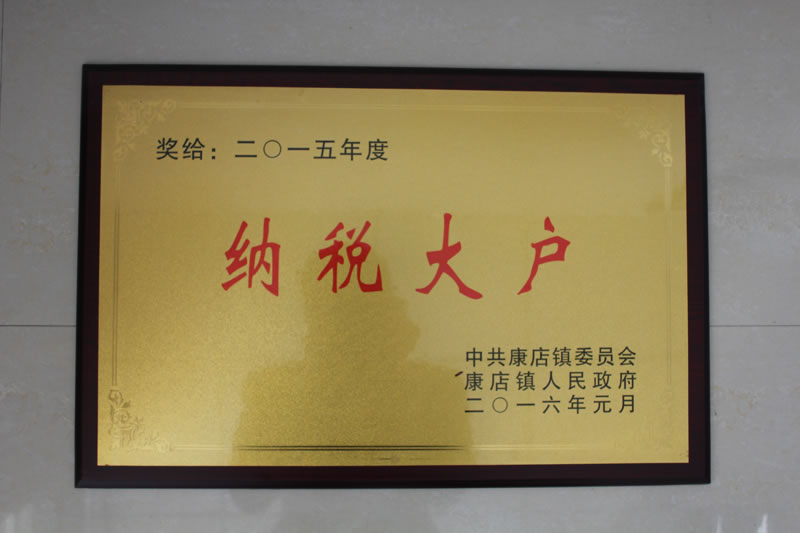 奖给：二〇一五年度
纳税大户
中共康店镇委员会
康店镇人民政府
二〇一六年元月